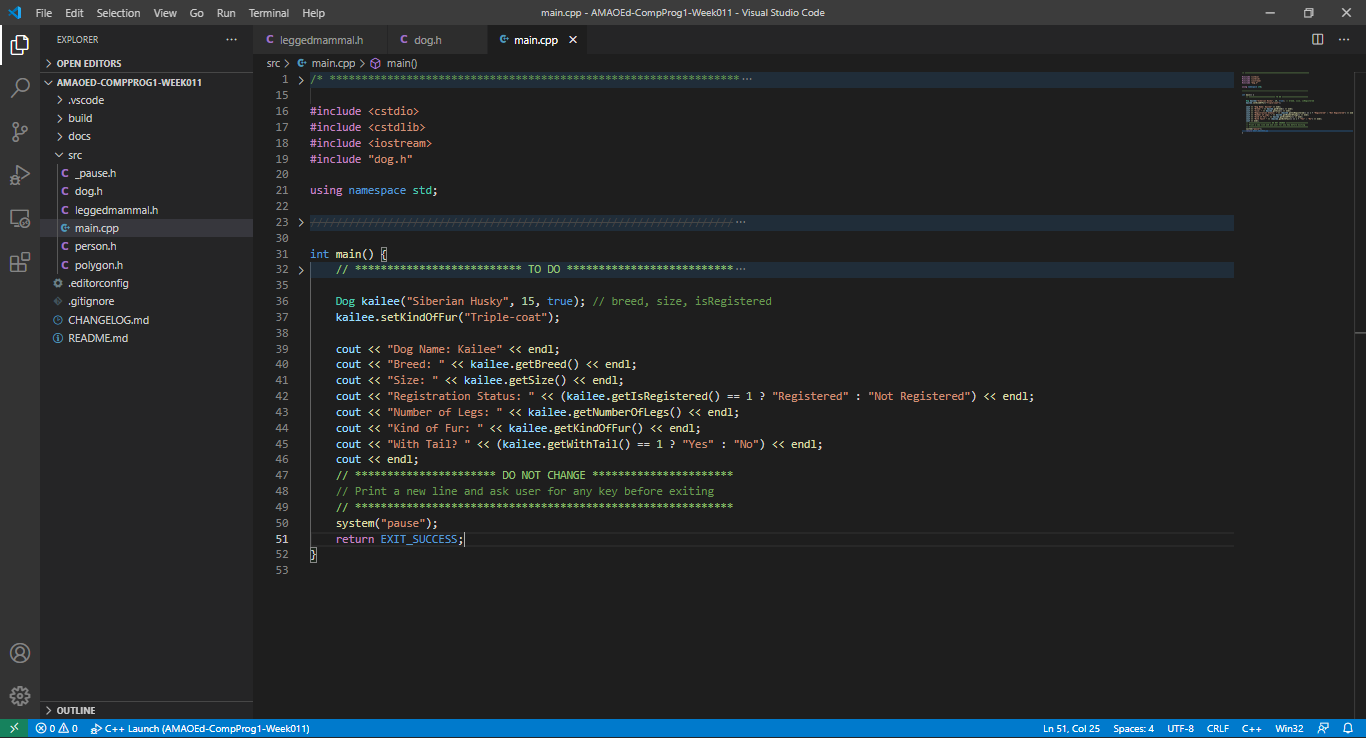 File Edit Selection View Go Run Terminal Help
main.cpp - AMAOEd-CompProg1-Week011 - Visual Studio Code
EXPLORER
OPEN EDITORS
AMAOED-COMPPROG1-WEEK011
.vscode
build
docs
src
_pause.h
dog.h
leggedmammal.h
main.cpp
person.h
polygon.h
.editorconfig
.gitignore
CHANGELOG.md
README.md
OUTLINE
leggedmammal.h dog.h main.cpp
src > main.cpp > main()
1 /* ****************************************************************...
15
16 #include <cstdio>
17 #include <cstdlib>
18 #include <iostream>
19 #include "dog.h"
20
21 using namespace std;
22
23 //////////////////////////////////////////////////////////////////...
30
31 int main() {
32 // ************************** TO DO **************************...
35
36 Dog kailee("Siberian Husky", 15, true); // breed, size, isRegistered
37 kailee.setKindOfFur("Triple-coat");
38
39 cout << "Dog Name: Kailee" << endl;
40 cout << "Breed: " << kailee.getBreed() << endl;
41 cout << "Size: " << kailee.getSize() << endl;
42 cout << "Registration Status: " << (kailee.getIsRegistered() == 1 ? "Registered" : "Not Registered") << endl;
43 cout << "Number of Legs: " << kailee.getNumberOfLegs() << endl;
44 cout << "Kind of Fur: " << kailee.getKindOfFur() << endl;
45 cout << "With Tail? " << (kailee.getWithTail() == 1 ? "Yes" : "No") << endl;
46 cout << endl;
47 // ********************** DO NOT CHANGE **********************
48 // Print a new line and ask user for any key before exiting
49 // ***********************************************************
50 system("pause");
51 return EXIT_SUCCESS;
52 }
53
0 0 C++ Launch (AMAOEd-CompProg1-Week011)
Ln 51, Col 25 Spaces: 4 UTF-8 CRLF C++ Win32